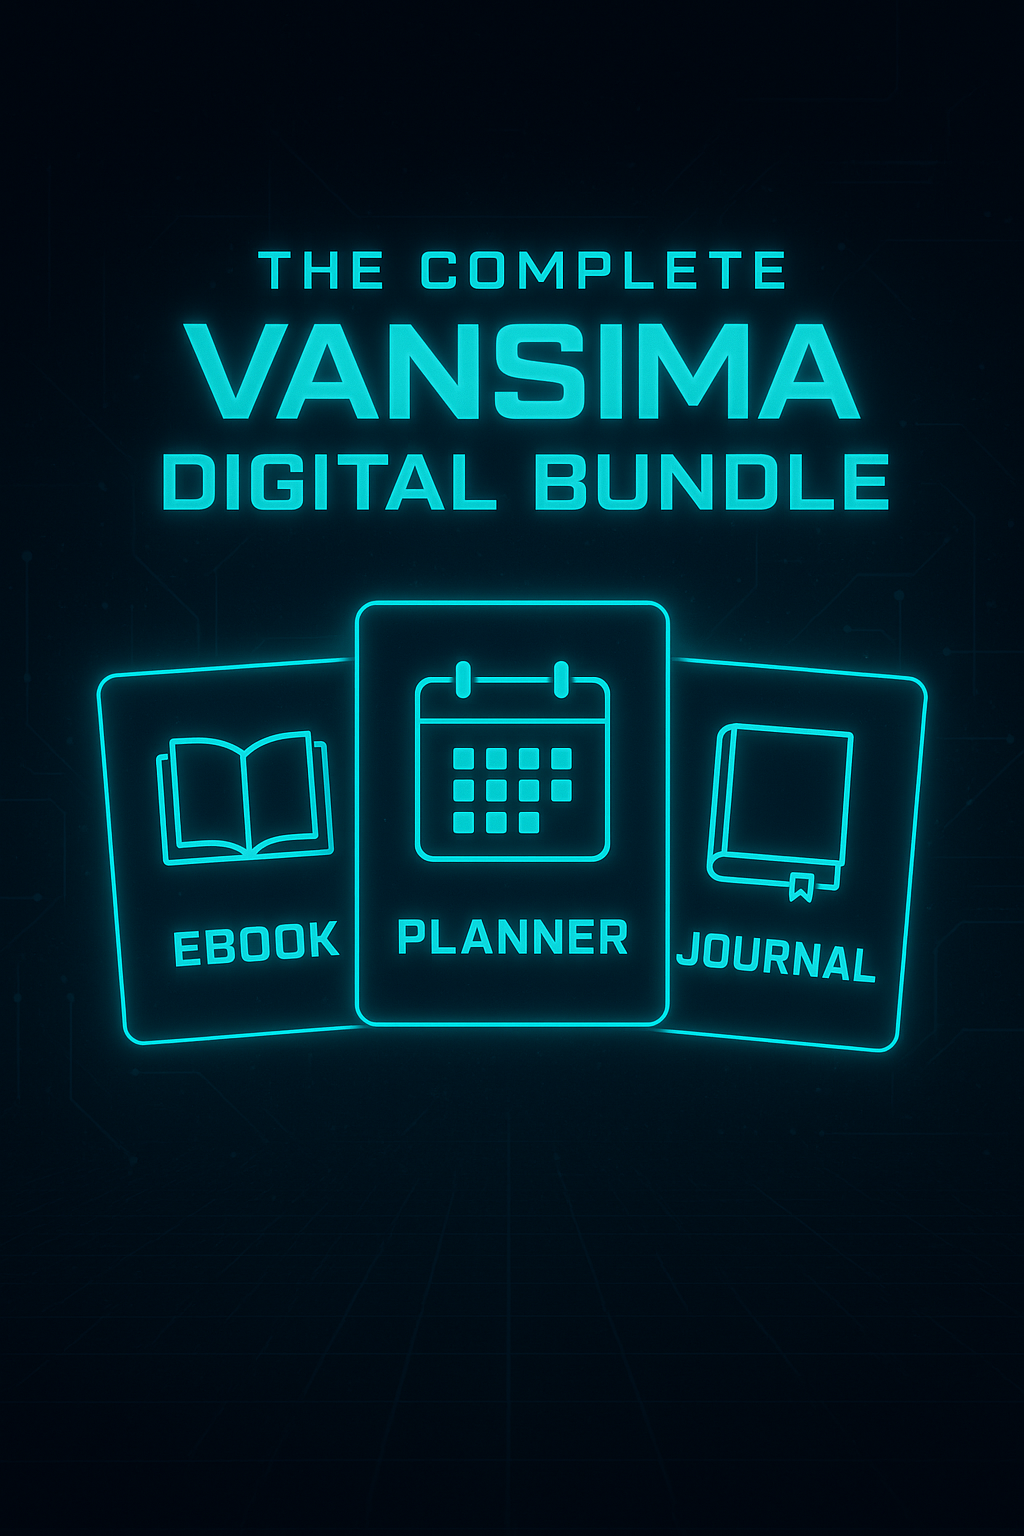 THE COMPLETE
VANSIMA
DIGITAL BUNDLE
EBOOK
PLANNER
JOURNAL